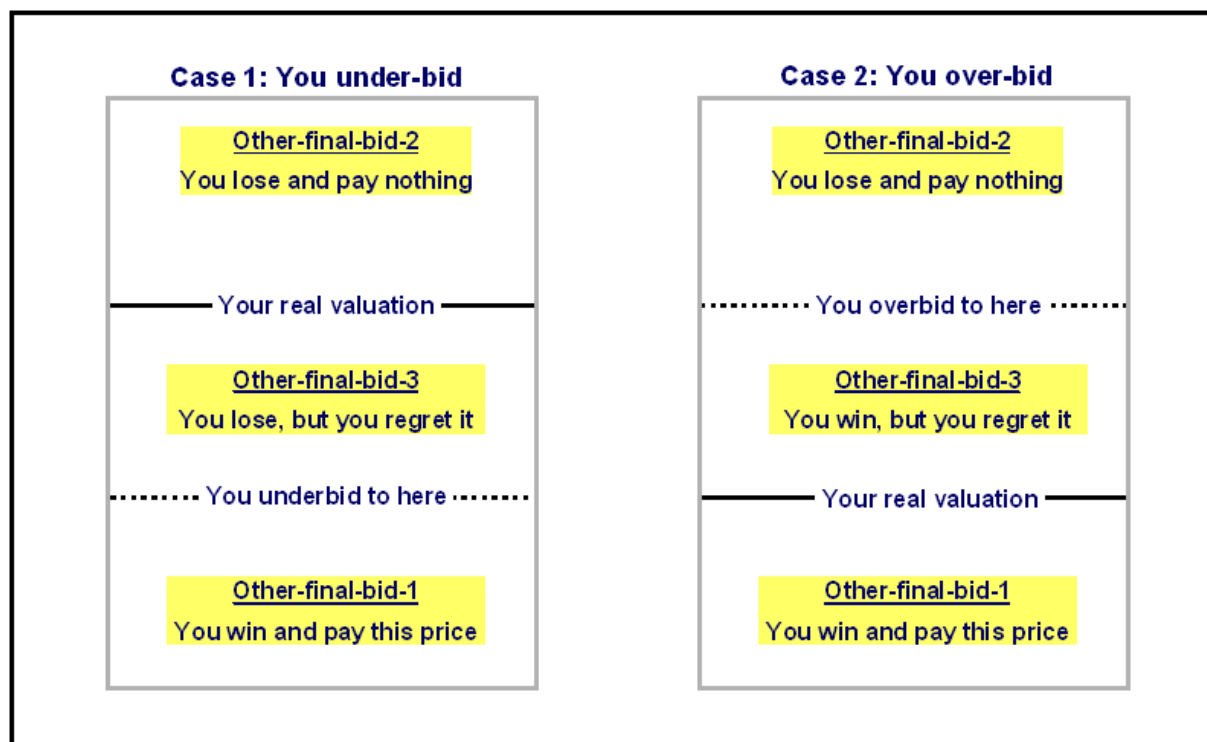 Case 1: You under-bid
Other-final-bid-2
You lose and pay nothing
Your real valuation
Other-final-bid-3
You lose, but you regret it
You underbid to here
Other-final-bid-1
You win and pay this price
Case 2: You over-bid
Other-final-bid-2
You lose and pay nothing
You overbid to here
Other-final-bid-3
You win, but you regret it
Your real valuation
Other-final-bid-1
You win and pay this price